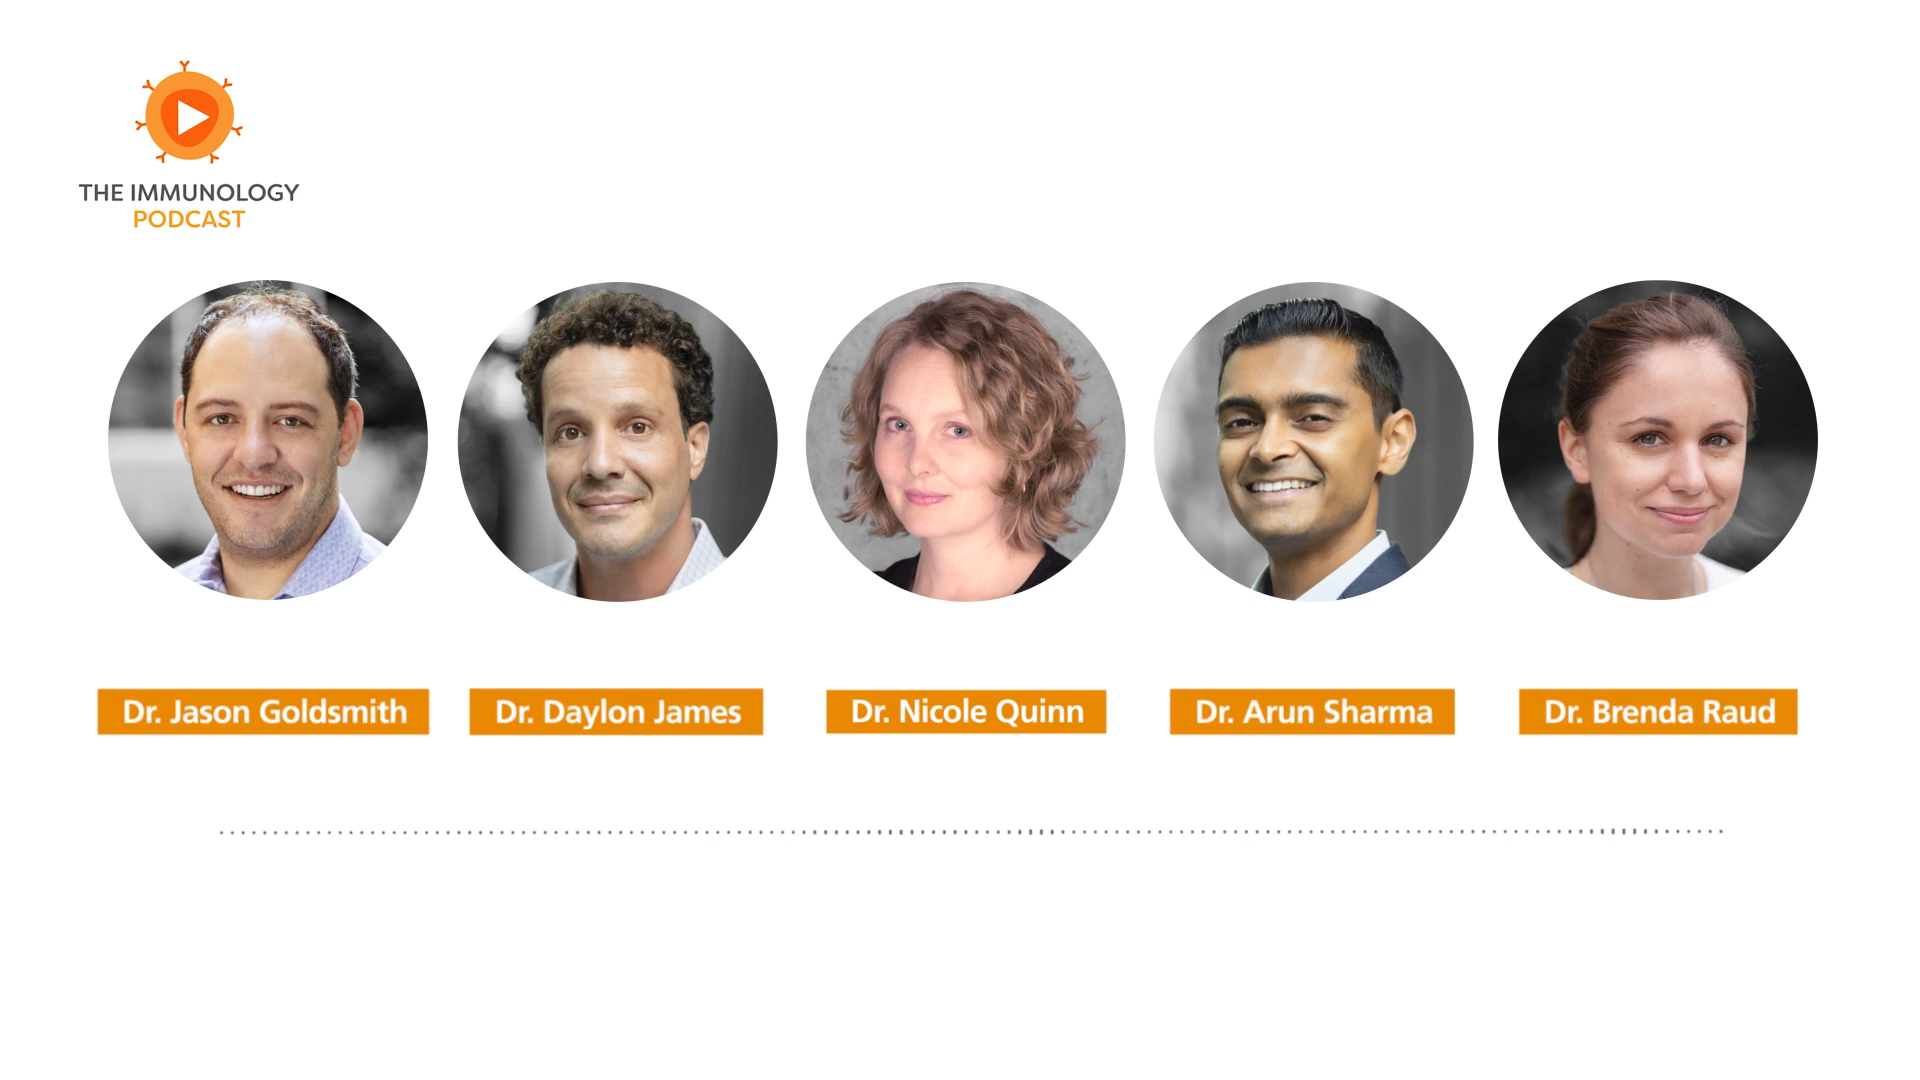 THE IMMUNOLOGY
PODCAST
Dr. Jason Goldsmith
Dr. Daylon James
Dr. Nicole Quinn
Dr. Arun Sharma
Dr. Brenda Raud